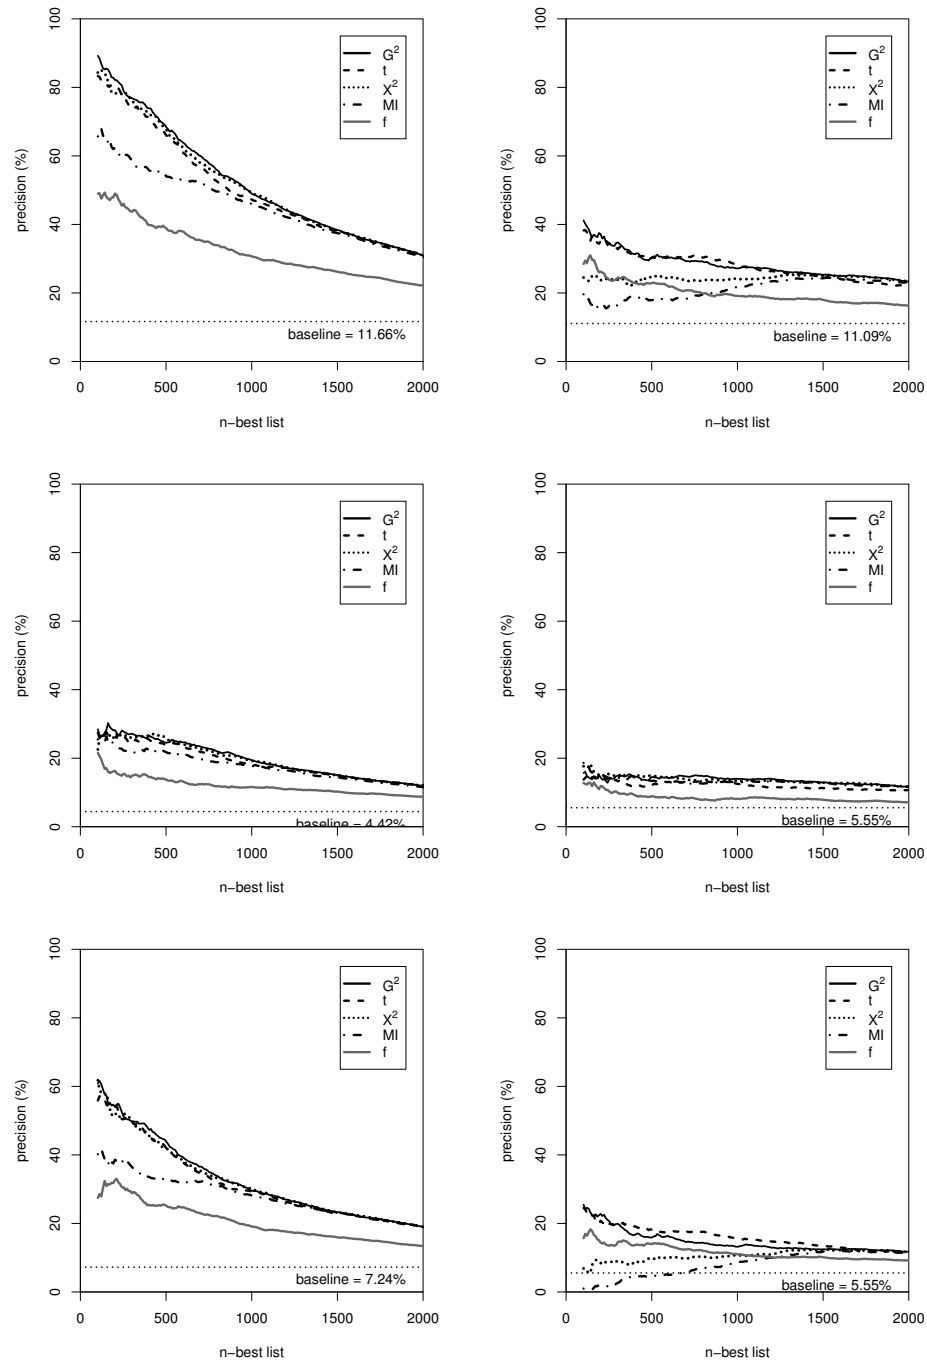 precision (%)
100
80
60
40
20
0
G²
t
X²
MI
f
baseline = 11.66%
0 500 1000 1500 2000
n−best list
precision (%)
100
80
60
40
20
0
G²
t
X²
MI
f
baseline = 11.09%
0 500 1000 1500 2000
n−best list
precision (%)
100
80
60
40
20
0
G²
t
X²
MI
f
baseline = 4.42%
0 500 1000 1500 2000
n−best list
precision (%)
100
80
60
40
20
0
G²
t
X²
MI
f
baseline = 5.55%
0 500 1000 1500 2000
n−best list
precision (%)
100
80
60
40
20
0
G²
t
X²
MI
f
baseline = 7.24%
0 500 1000 1500 2000
n−best list
precision (%)
100
80
60
40
20
0
G²
t
X²
MI
f
baseline = 5.55%
0 500 1000 1500 2000
n−best list